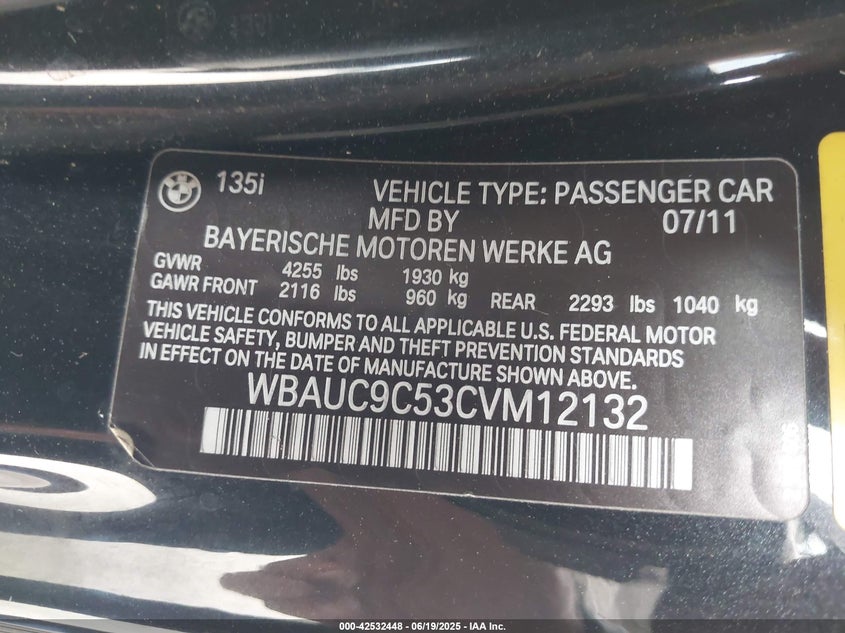 135i VEHICLE TYPE: PASSENGER CAR
MFD BY 07/11
BAYERISCHE MOTOREN WERKE AG
GVWR 4255 lbs 1930 kg
GAWR FRONT 2116 lbs 960 kg REAR 2293 lbs 1040 kg
THIS VEHICLE CONFORMS TO ALL APPLICABLE U.S. FEDERAL MOTOR
VEHICLE SAFETY, BUMPER AND THEFT PREVENTION STANDARDS
IN EFFECT ON THE DATE OF MANUFACTURE SHOWN ABOVE.
WBAUC9C53CVM12132
000-42532448 - 06/19/2025 - IAA Inc.